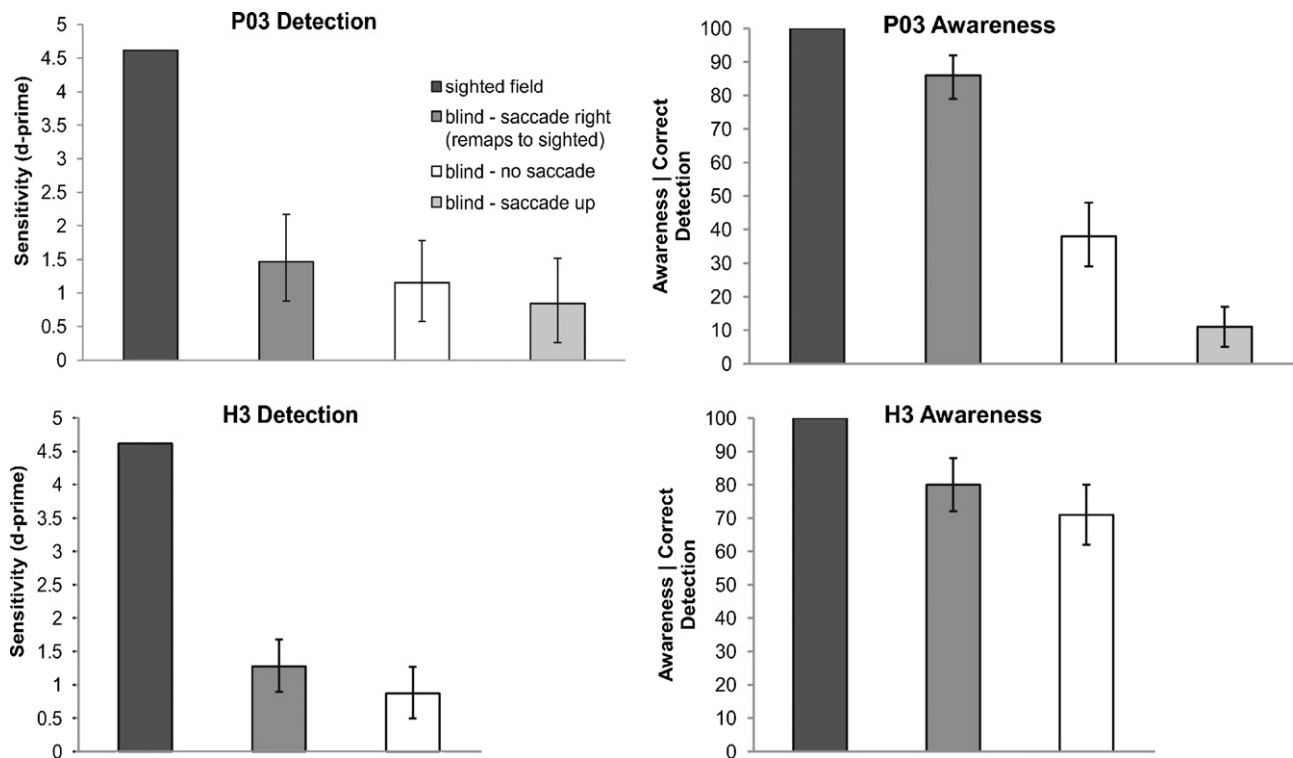 P03 Detection
Sensitivity (d-prime)
5
4.5
4
3.5
3
2.5
2
1.5
1
0.5
0
sighted field
blind - saccade right
(remaps to sighted)
blind - no saccade
blind - saccade up
P03 Awareness
Awareness | Correct
Detection
100
90
80
70
60
50
40
30
20
10
0
H3 Detection
Sensitivity (d-prime)
5
4.5
4
3.5
3
2.5
2
1.5
1
0.5
0
H3 Awareness
Awareness | Correct
Detection
100
90
80
70
60
50
40
30
20
10
0